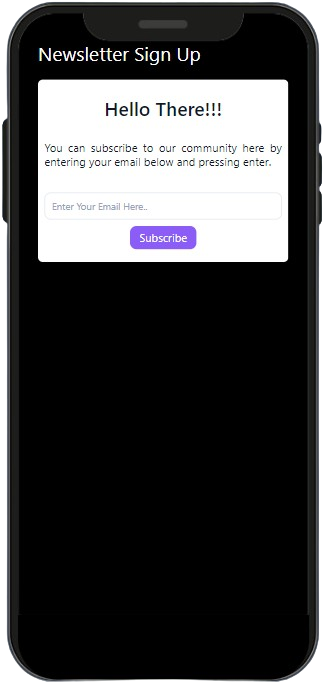 Newsletter Sign Up
Hello There!!!
You can subscribe to our community here by
entering your email below and pressing enter.
Enter Your Email Here..
Subscribe